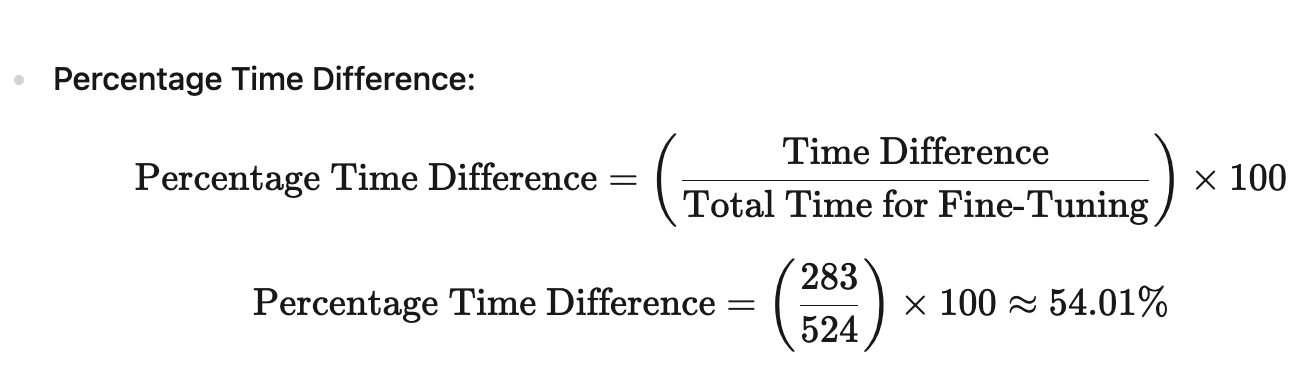 Percentage Time Difference:
Percentage Time Difference = (Time Difference / Total Time for Fine-Tuning) × 100
Percentage Time Difference = (283 / 524) × 100 ≈ 54.01%